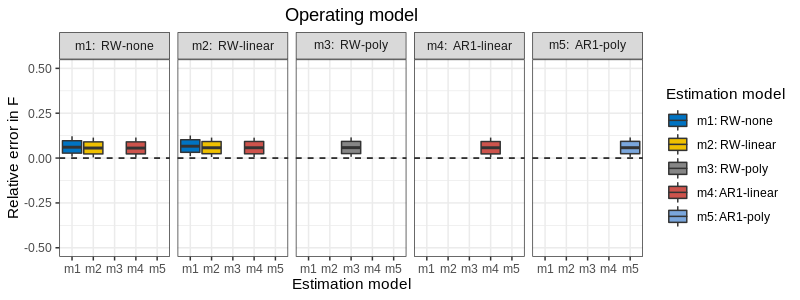 Operating model
m1: RW-none
m2: RW-linear
m3: RW-poly
m4: AR1-linear
m5: AR1-poly
Relative error in F
0.50
0.25
0.00
-0.25
-0.50
m1 m2 m3 m4 m5
m1 m2 m3 m4 m5
m1 m2 m3 m4 m5
m1 m2 m3 m4 m5
m1 m2 m3 m4 m5
Estimation model
Estimation model
m1: RW-none
m2: RW-linear
m3: RW-poly
m4: AR1-linear
m5: AR1-poly